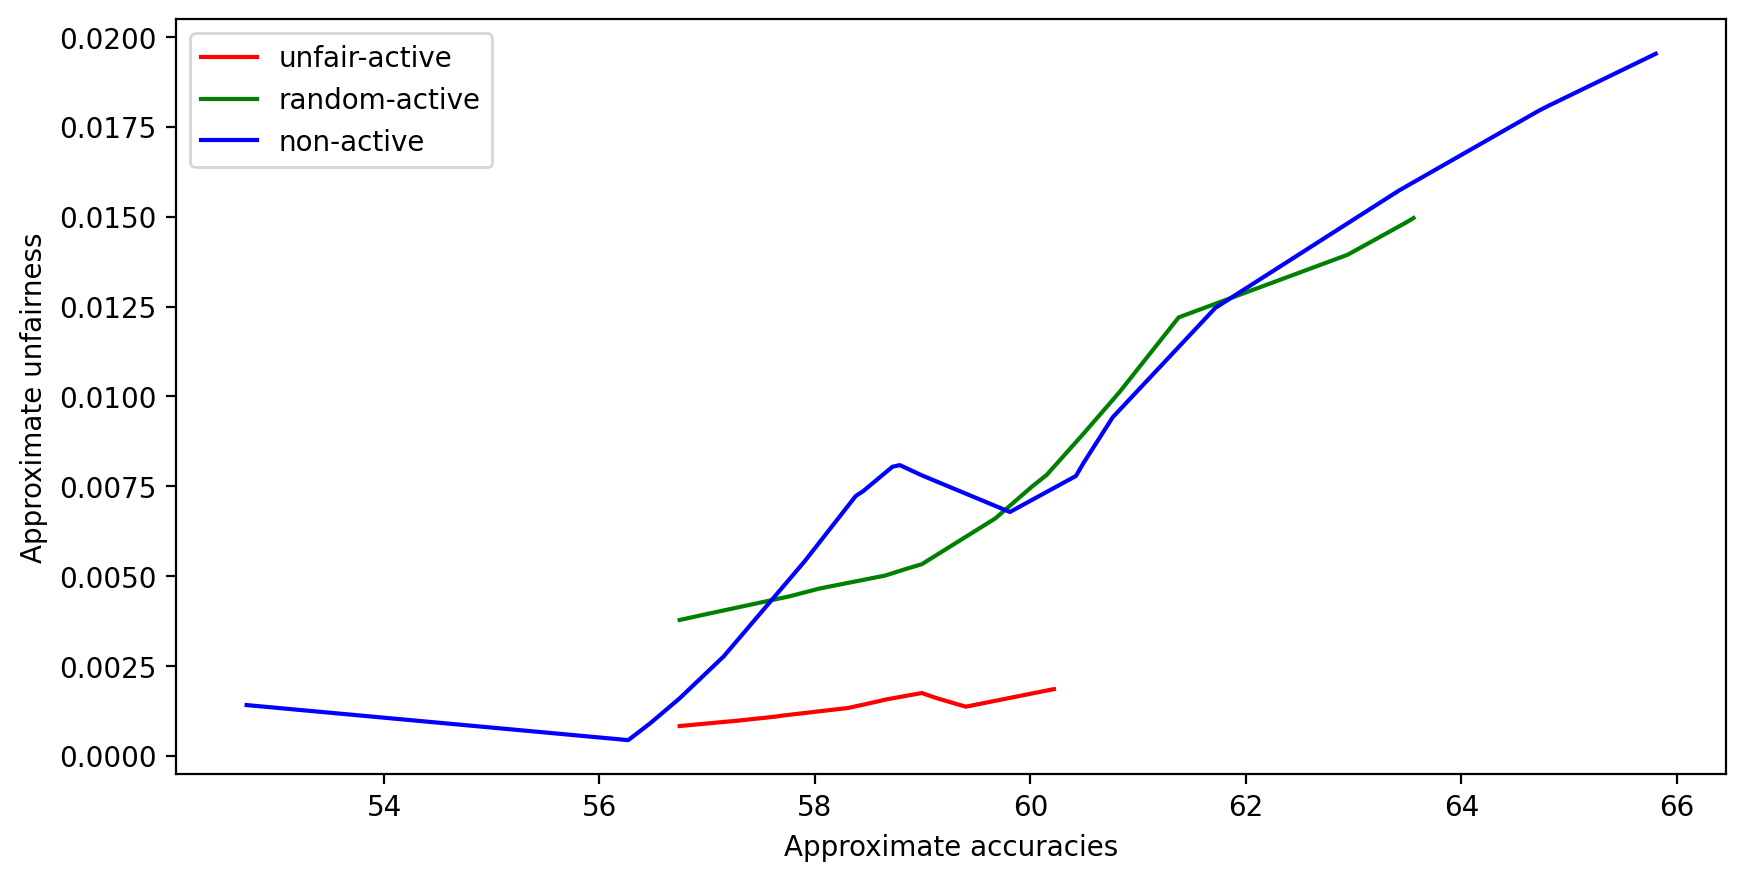 unfair-active
random-active
non-active
0.0200
0.0175
0.0150
0.0125
0.0100
0.0075
0.0050
0.0025
0.0000
Approximate unfairness
54 56 58 60 62 64 66
Approximate accuracies